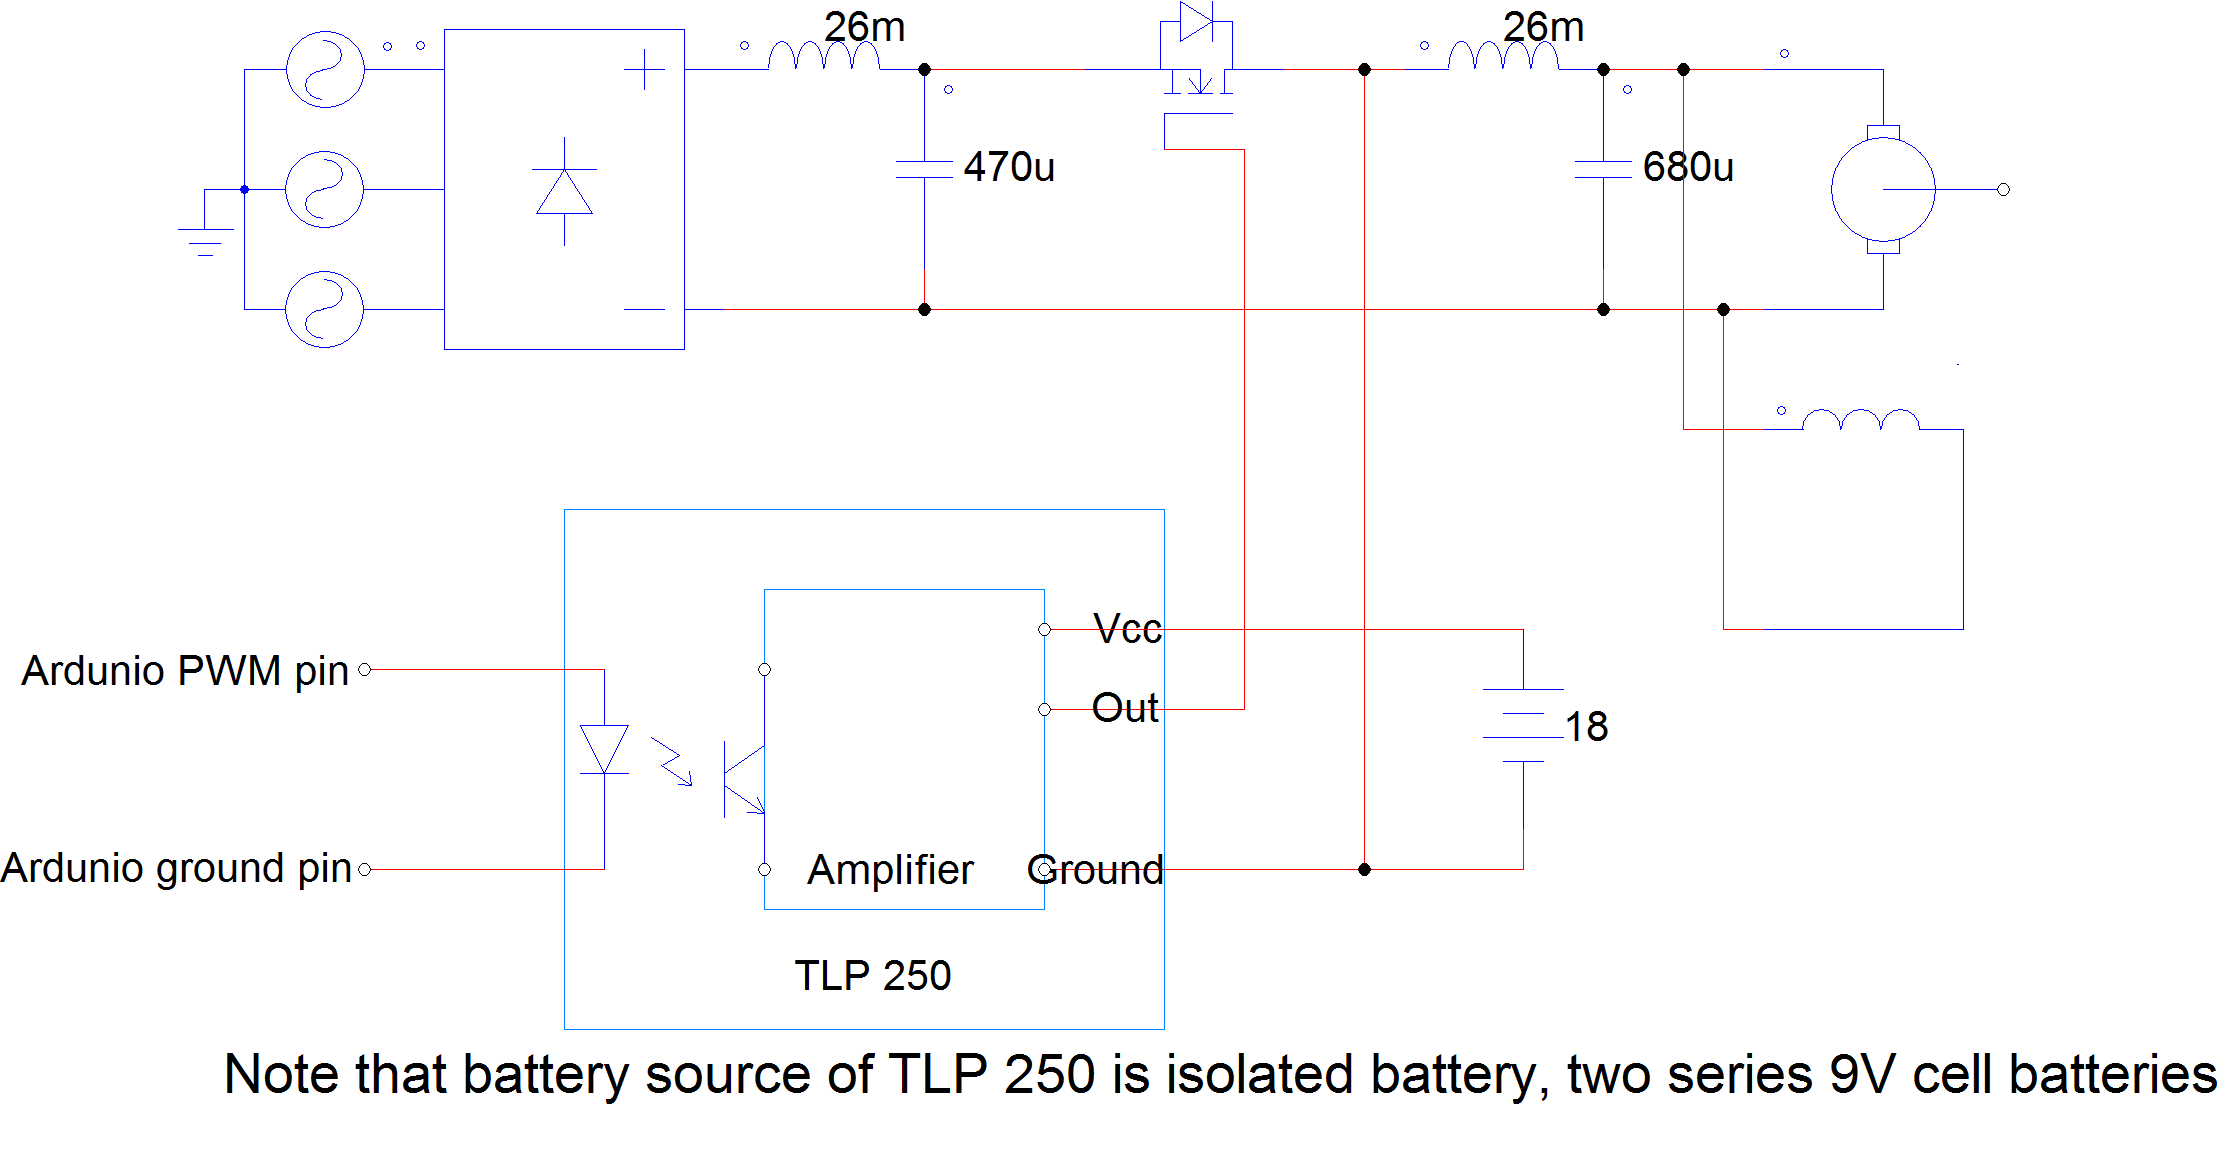 26m
26m
470u
680u
Vcc
Ardunio PWM pin
Out
18
Ardunio ground pin
Amplifier
Ground
TLP 250
Note that battery source of TLP 250 is isolated battery, two series 9V cell batteries